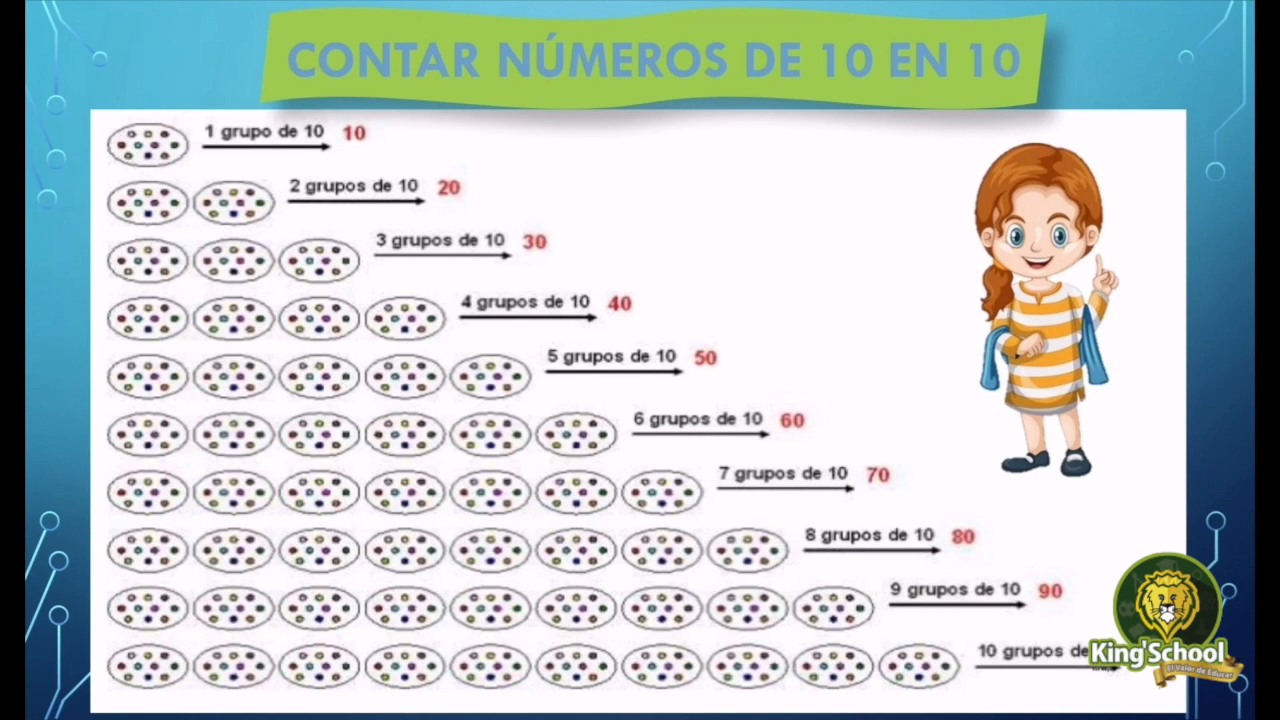 CONTAR NÚMEROS DE 10 EN 10
1 grupo de 10 10
2 grupos de 10 20
3 grupos de 10 30
4 grupos de 10 40
5 grupos de 10 50
6 grupos de 10 60
7 grupos de 10 70
8 grupos de 10 80
9 grupos de 10 90
10 grupos de
King'School
El Valor de Educar